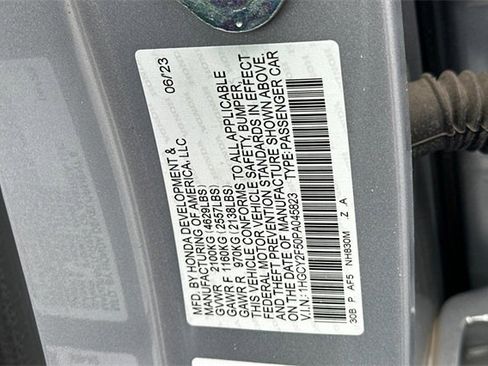 MFD. BY HONDA DEVELOPMENT & 06/23
MANUFACTURING OF AMERICA, LLC
GVWR 2100KG(4629LBS)
GAWR F 1160KG(2557LBS)
GAWR R 970KG(2138LBS)
THIS VEHICLE CONFORMS TO ALL APPLICABLE
FEDERAL MOTOR VEHICLE SAFETY, BUMPER,
AND THEFT PREVENTION STANDARDS IN EFFECT
ON THE DATE OF MANUFACTURE SHOWN ABOVE.
V.I.N.: 1HGCY2F50PA045823 TYPE:PASSENGER CAR
30B P AF5 NH830M Z A